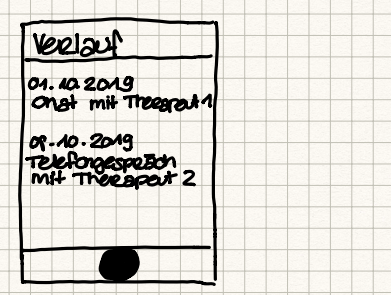 Verlauf
01.10.2019
Chat mit Therapeut 1
09.10.2019
Telefongespräch
mit Therapeut 2